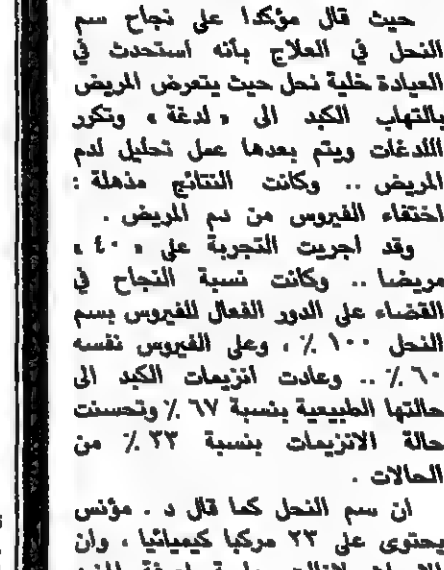 حيث قال مؤكدا على نجاح سم
النحل في العلاج بأنه استحدث في
العيادة خلية نحل حيث يتعرض المريض
بالتهاب الكبد الى « لدغة » وتكرر
اللدغات ويتم بعدها عمل تحليل لدم
المريض .. وكانت النتائج مذهلة :
اختفاء الفيروس من دم المريض .
وقد اجريت التجربة على « ٤٠ »
مريضا .. وكانت نسبة النجاح في
القضاء على الدور الفعال للفيروس بسم
النحل ١٠٠ ٪ ، وعلى الفيروس نفسه
٦٠ ٪ .. وعادت انزيمات الكبد الى
حالتها الطبيعية بنسبة ٦٧ ٪ وتحسنت
حالة الانزيمات بنسبة ٣٣ ٪ من
الحالات .
ان سم النحل كما قال د . مؤنس
يحتوى على ٢٣ مركبا كيميائيا ، وان